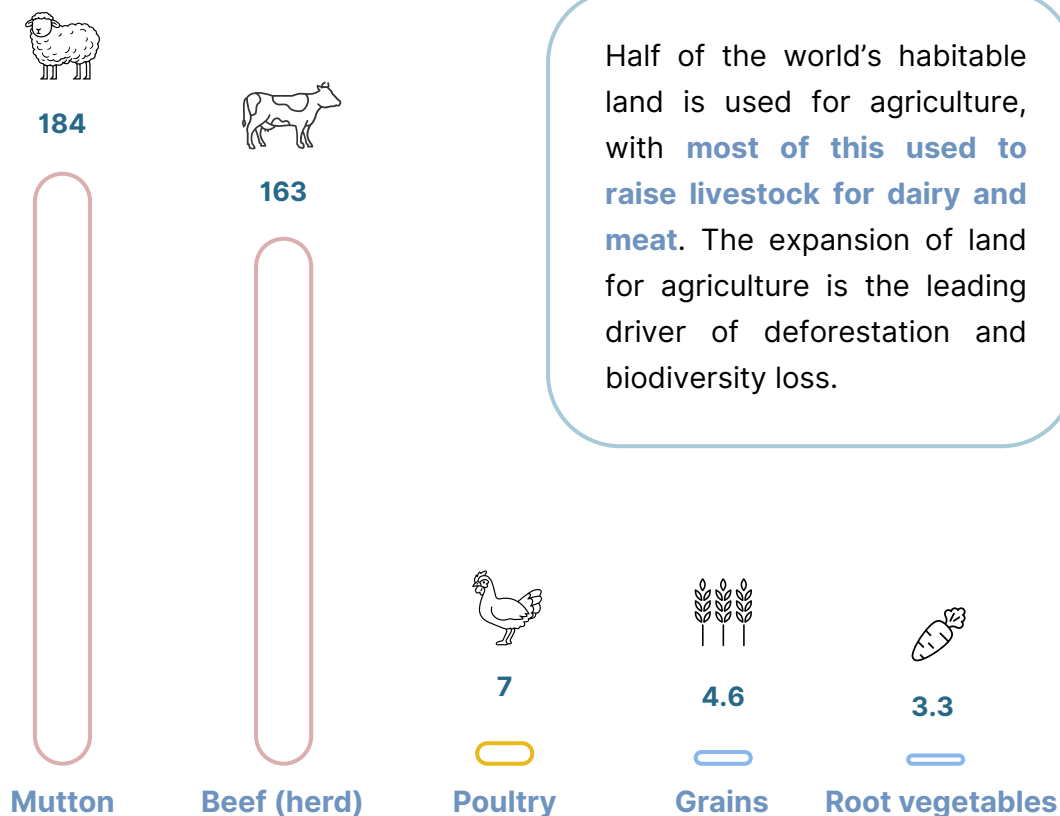 184
163
Half of the world’s habitable
land is used for agriculture,
with most of this used to
raise livestock for dairy and
meat. The expansion of land
for agriculture is the leading
driver of deforestation and
biodiversity loss.
7
4.6
3.3
Mutton
Beef (herd)
Poultry
Grains
Root vegetables